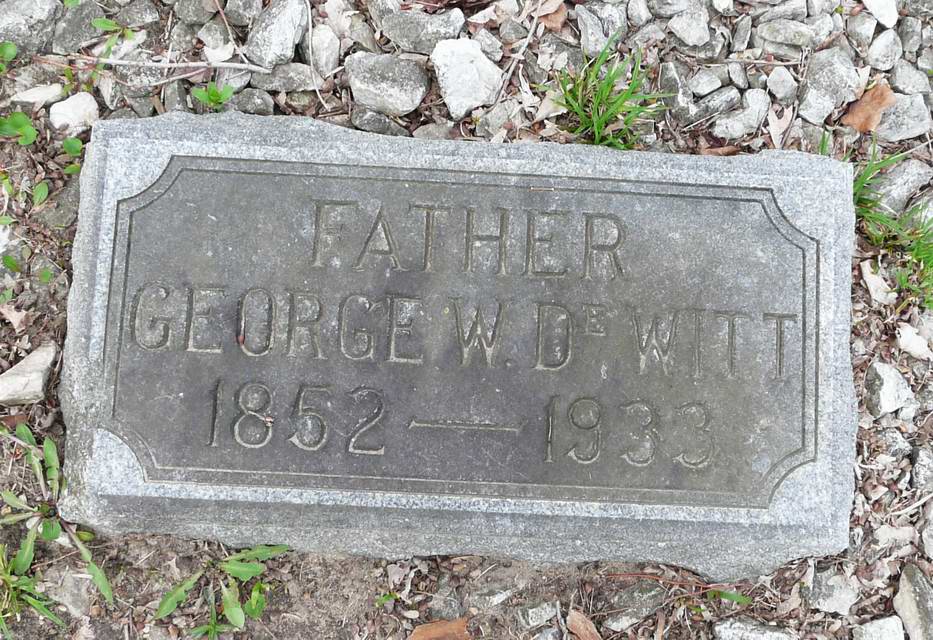 FATHER
GEORGE W. DE WITT
1852 — 1933